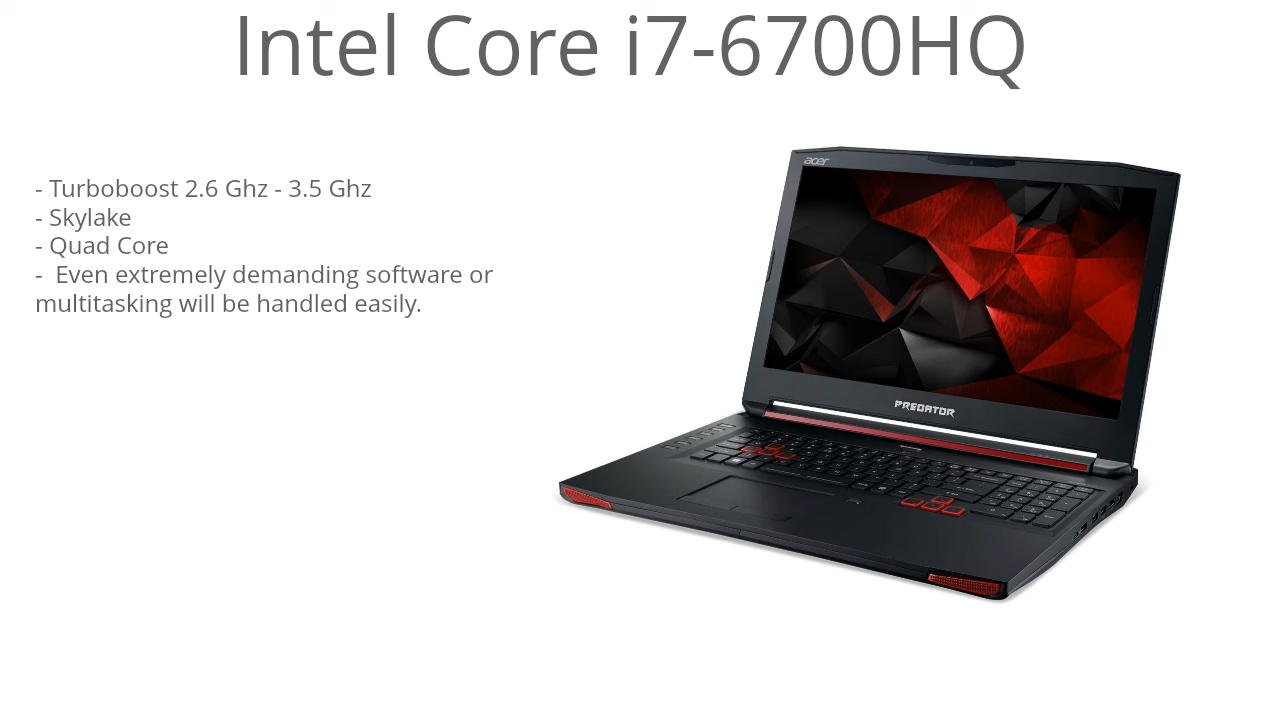 Intel Core i7-6700HQ
- Turboboost 2.6 Ghz - 3.5 Ghz
- Skylake
- Quad Core
-  Even extremely demanding software or
multitasking will be handled easily.
acer
PREDATOR